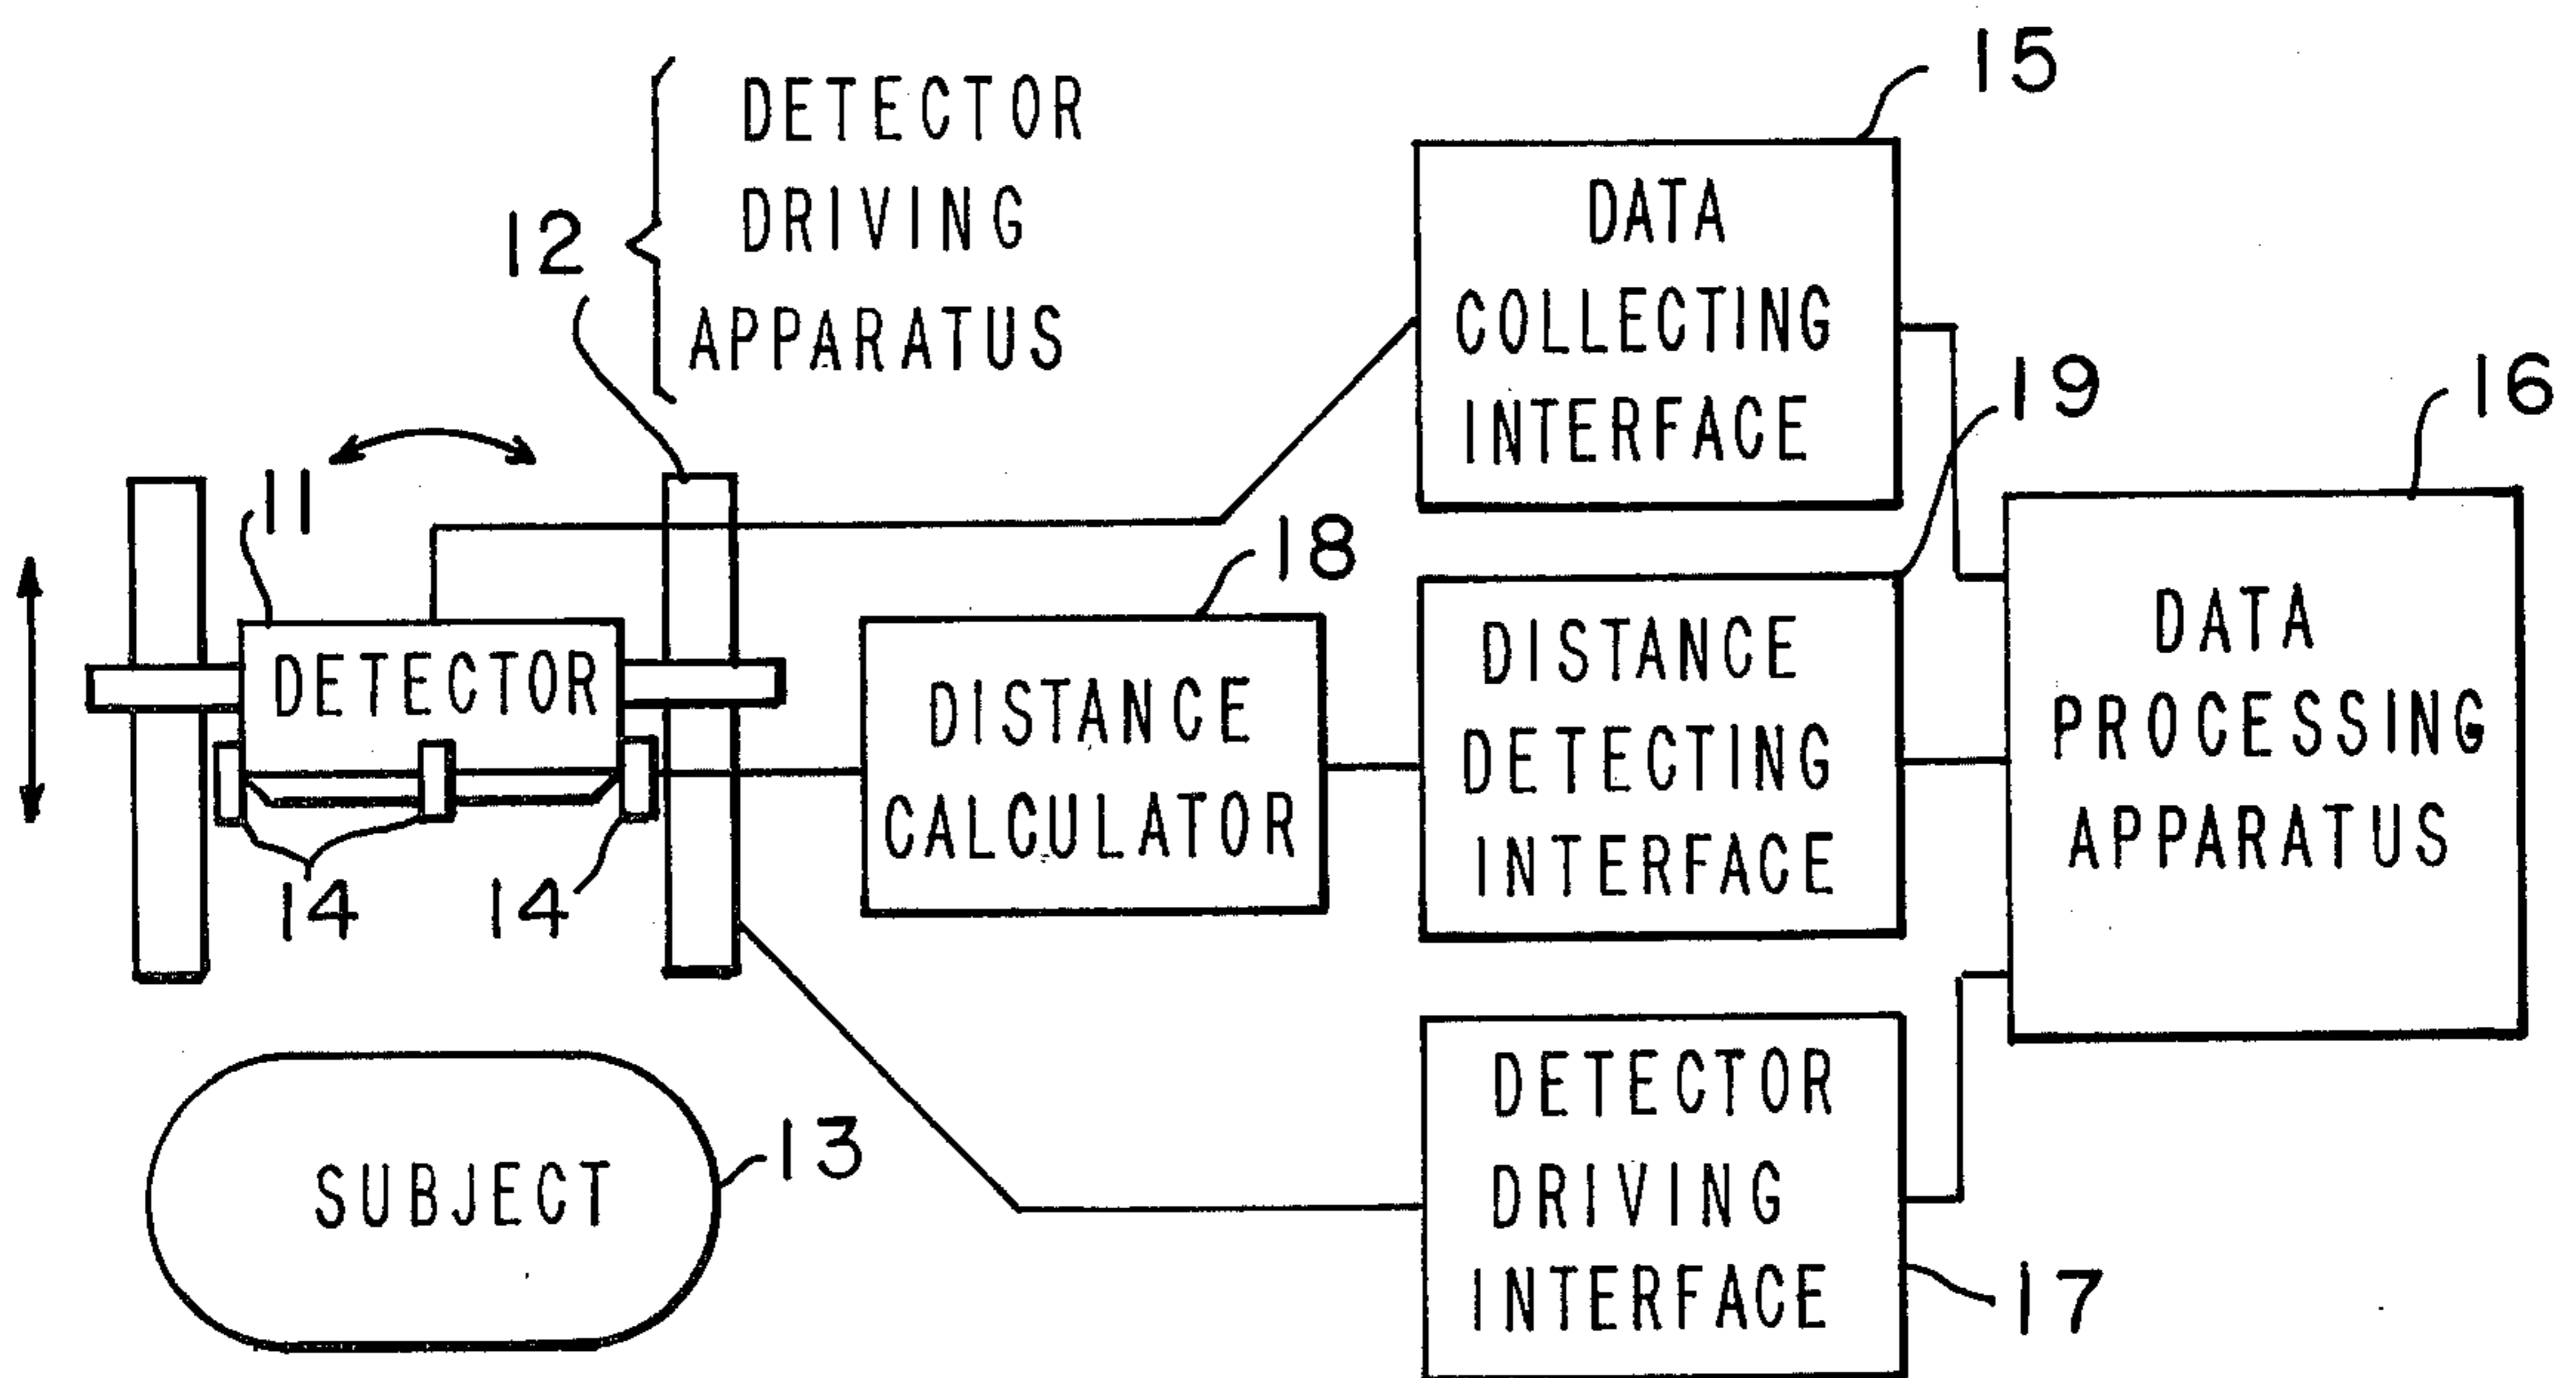 DETECTOR
DRIVING
APPARATUS
12
15
DATA
COLLECTING
INTERFACE
19
16
11
DETECTOR
14
14
18
DISTANCE
CALCULATOR
DISTANCE
DETECTING
INTERFACE
DATA
PROCESSING
APPARATUS
SUBJECT
13
DETECTOR
DRIVING
INTERFACE
17